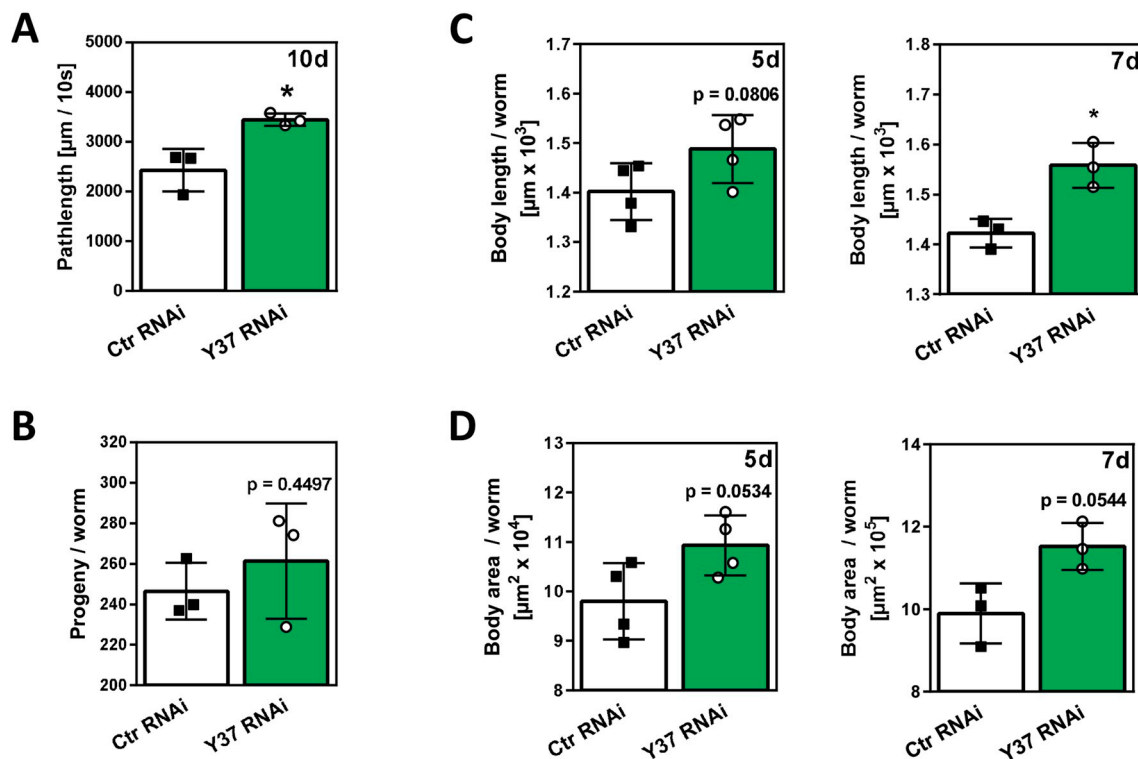 A
10d
5000
4000
3000
2000
1000
0
Pathlength [µm / 10s]
*
Ctr RNAi
Y37 RNAi
B
320
300
280
260
240
220
200
Progeny / worm
p = 0.4497
Ctr RNAi
Y37 RNAi
C
5d
1.7
1.6
1.5
1.4
1.3
1.2
Body length / worm
[µm x 10³]
p = 0.0806
Ctr RNAi
Y37 RNAi
7d
1.8
1.7
1.6
1.5
1.4
1.3
Body length / worm
[µm x 10³]
*
Ctr RNAi
Y37 RNAi
D
5d
13
12
11
10
9
8
Body area / worm
[µm² x 10⁴]
p = 0.0534
Ctr RNAi
Y37 RNAi
7d
14
12
10
8
Body area / worm
[µm² x 10⁵]
p = 0.0544
Ctr RNAi
Y37 RNAi